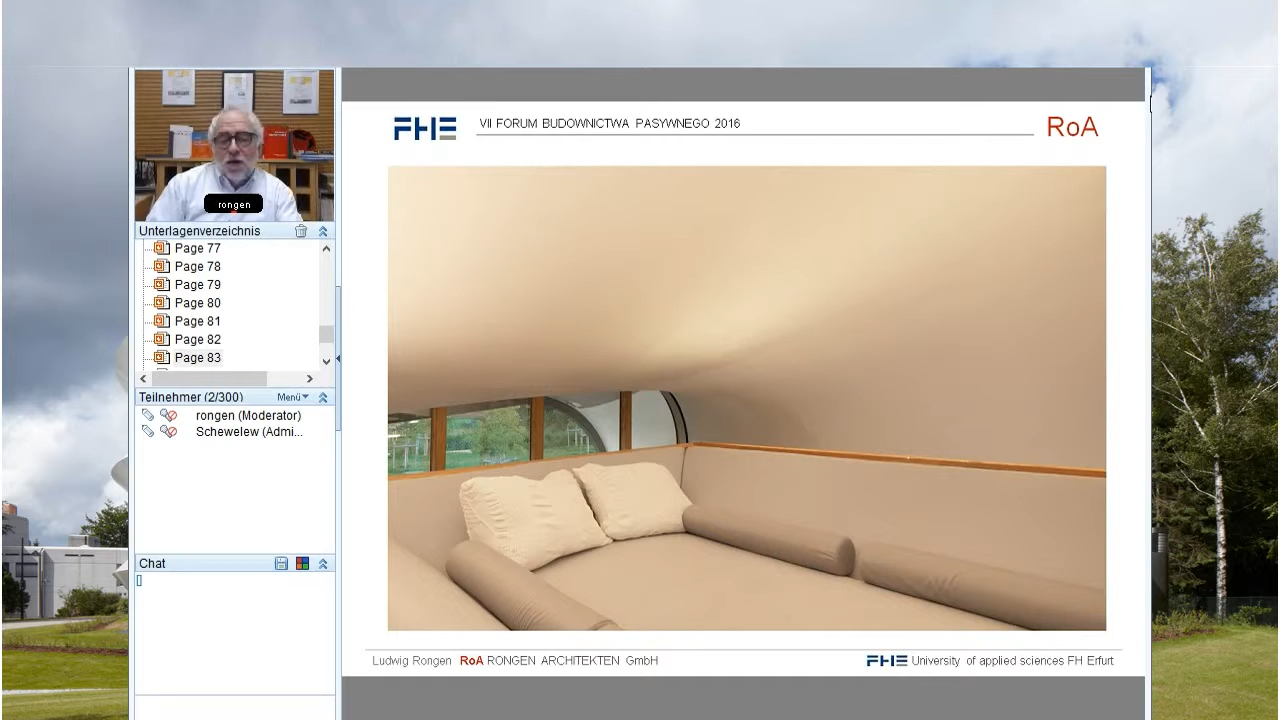 FHE
VII FORUM BUDOWNICTWA PASYWNEGO 2016
RoA
rongen
Unterlagenverzeichnis
Page 77
Page 78
Page 79
Page 80
Page 81
Page 82
Page 83
Teilnehmer (2/300)
Menü
rongen (Moderator)
Schewelew (Admi...
Chat
Ludwig Rongen RoA RONGEN ARCHITEKTEN GmbH
FHE University of applied sciences FH Erfurt